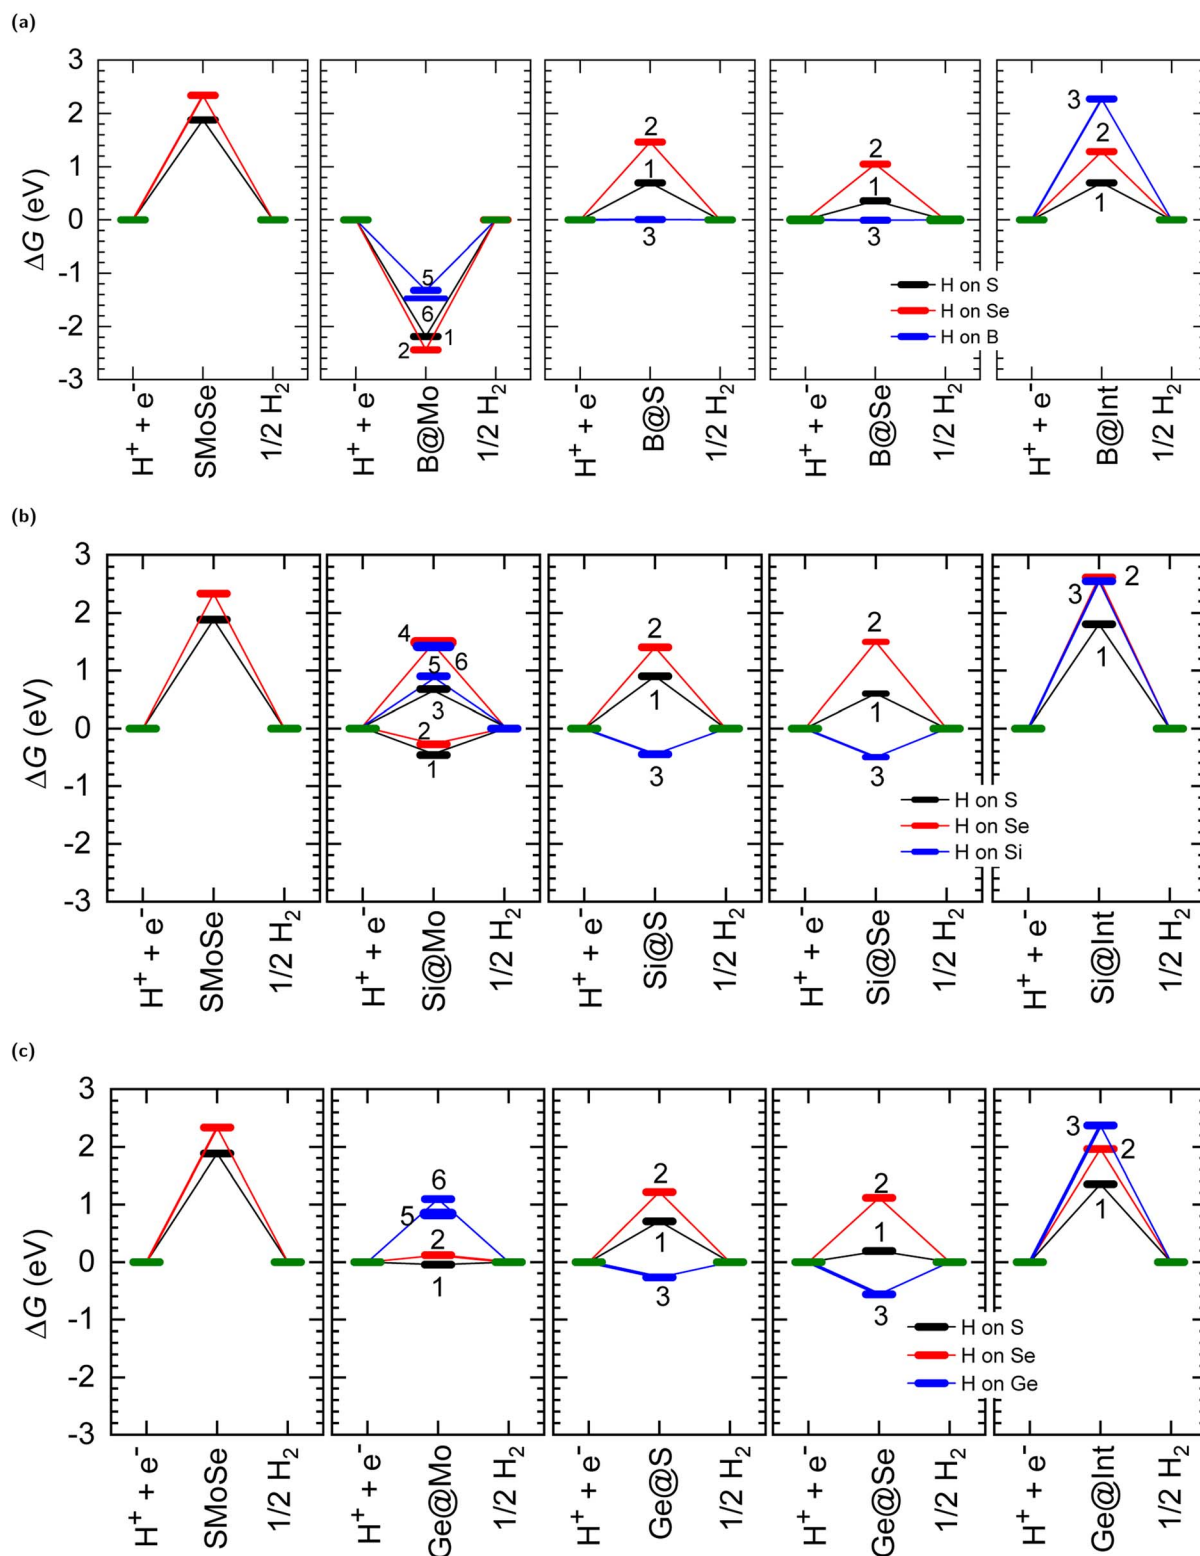 (a)
3
2
1
0
-1
-2
-3
ΔG (eV)
5
6
2
1
2
1
3
2
1
3
3
2
1
H on S
H on Se
H on B
H⁺ + e⁻
SMoSe
1/2 H₂
H⁺ + e⁻
B@Mo
1/2 H₂
H⁺ + e⁻
B@S
1/2 H₂
H⁺ + e⁻
B@Se
1/2 H₂
H⁺ + e⁻
B@Int
1/2 H₂
(b)
3
2
1
0
-1
-2
-3
ΔG (eV)
4
5
6
3
2
1
2
1
3
2
1
3
3
2
1
H on S
H on Se
H on Si
H⁺ + e⁻
SMoSe
1/2 H₂
H⁺ + e⁻
Si@Mo
1/2 H₂
H⁺ + e⁻
Si@S
1/2 H₂
H⁺ + e⁻
Si@Se
1/2 H₂
H⁺ + e⁻
Si@Int
1/2 H₂
(c)
3
2
1
0
-1
-2
-3
ΔG (eV)
6
5
2
1
2
1
3
2
1
3
3
2
1
H on S
H on Se
H on Ge
H⁺ + e⁻
SMoSe
1/2 H₂
H⁺ + e⁻
Ge@Mo
1/2 H₂
H⁺ + e⁻
Ge@S
1/2 H₂
H⁺ + e⁻
Ge@Se
1/2 H₂
H⁺ + e⁻
Ge@Int
1/2 H₂